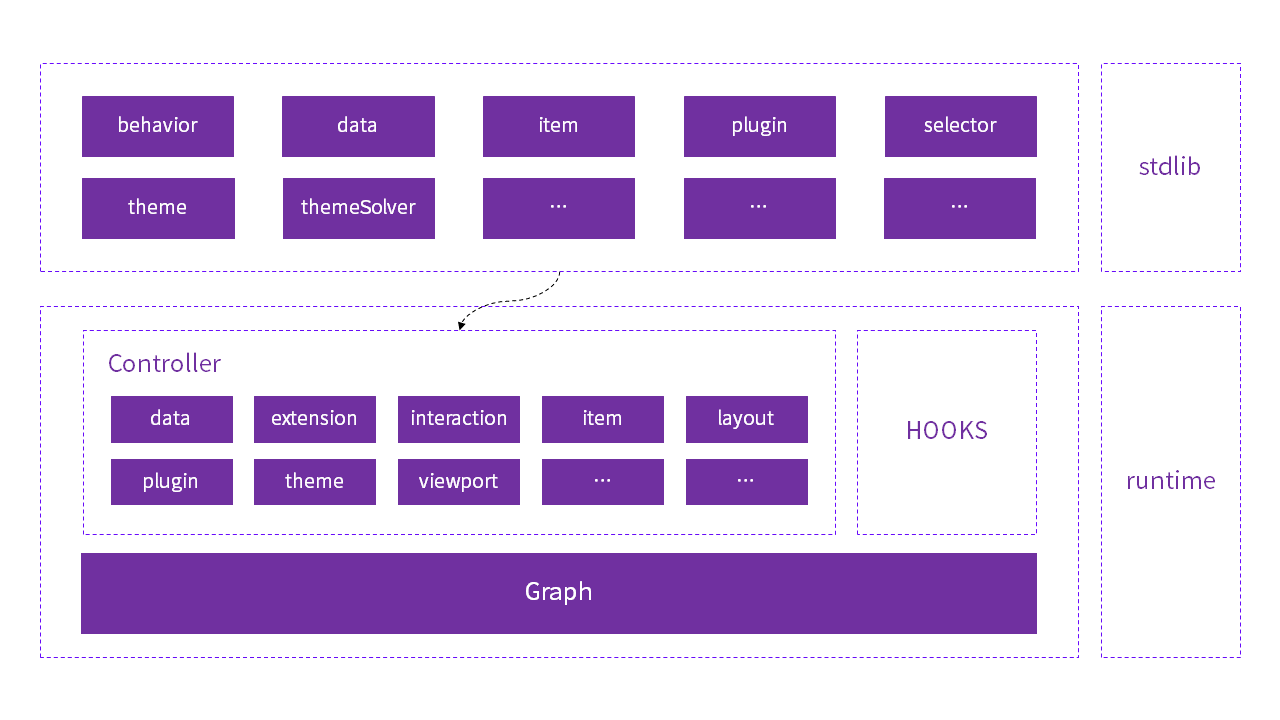 behavior
data
item
plugin
selector
theme
themeSolver
...
...
...
stdlib
Controller
data
extension
interaction
item
layout
plugin
theme
viewport
...
...
HOOKS
Graph
runtime